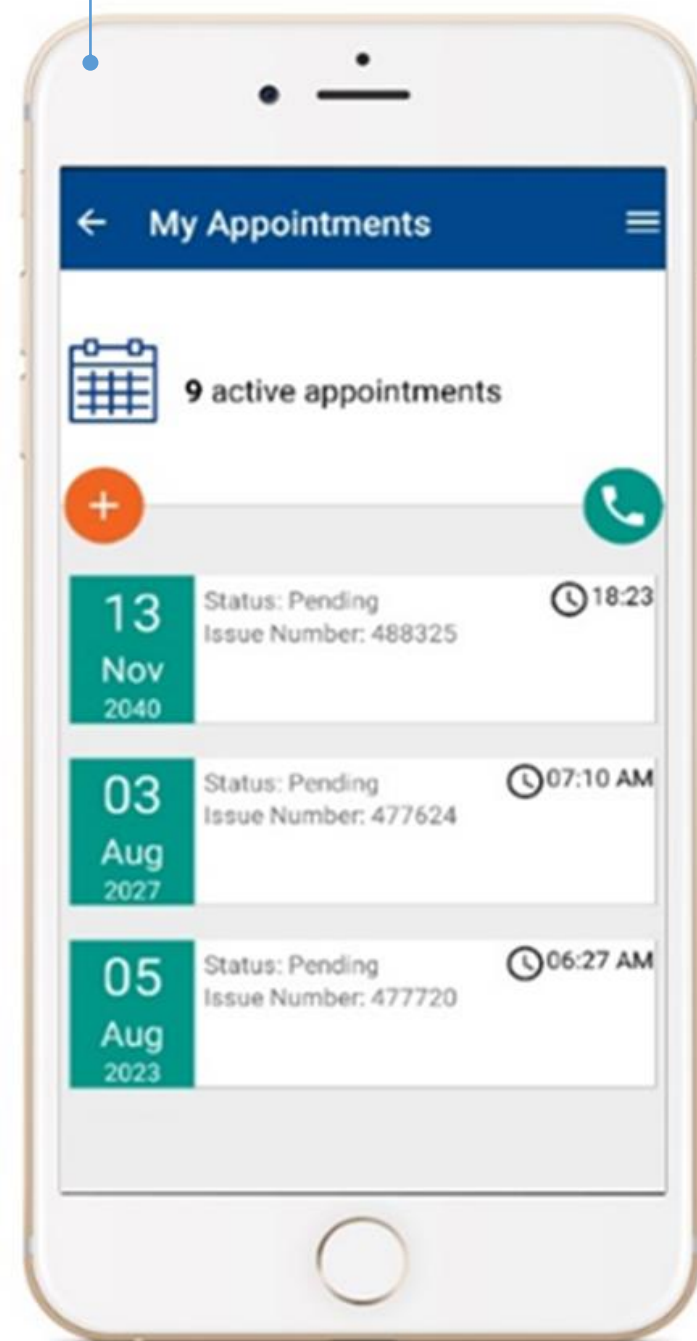 My Appointments
9 active appointments
13
Nov
2040
Status: Pending
Issue Number: 488325
18:23
03
Aug
2027
Status: Pending
Issue Number: 477624
07:10 AM
05
Aug
2023
Status: Pending
Issue Number: 477720
06:27 AM